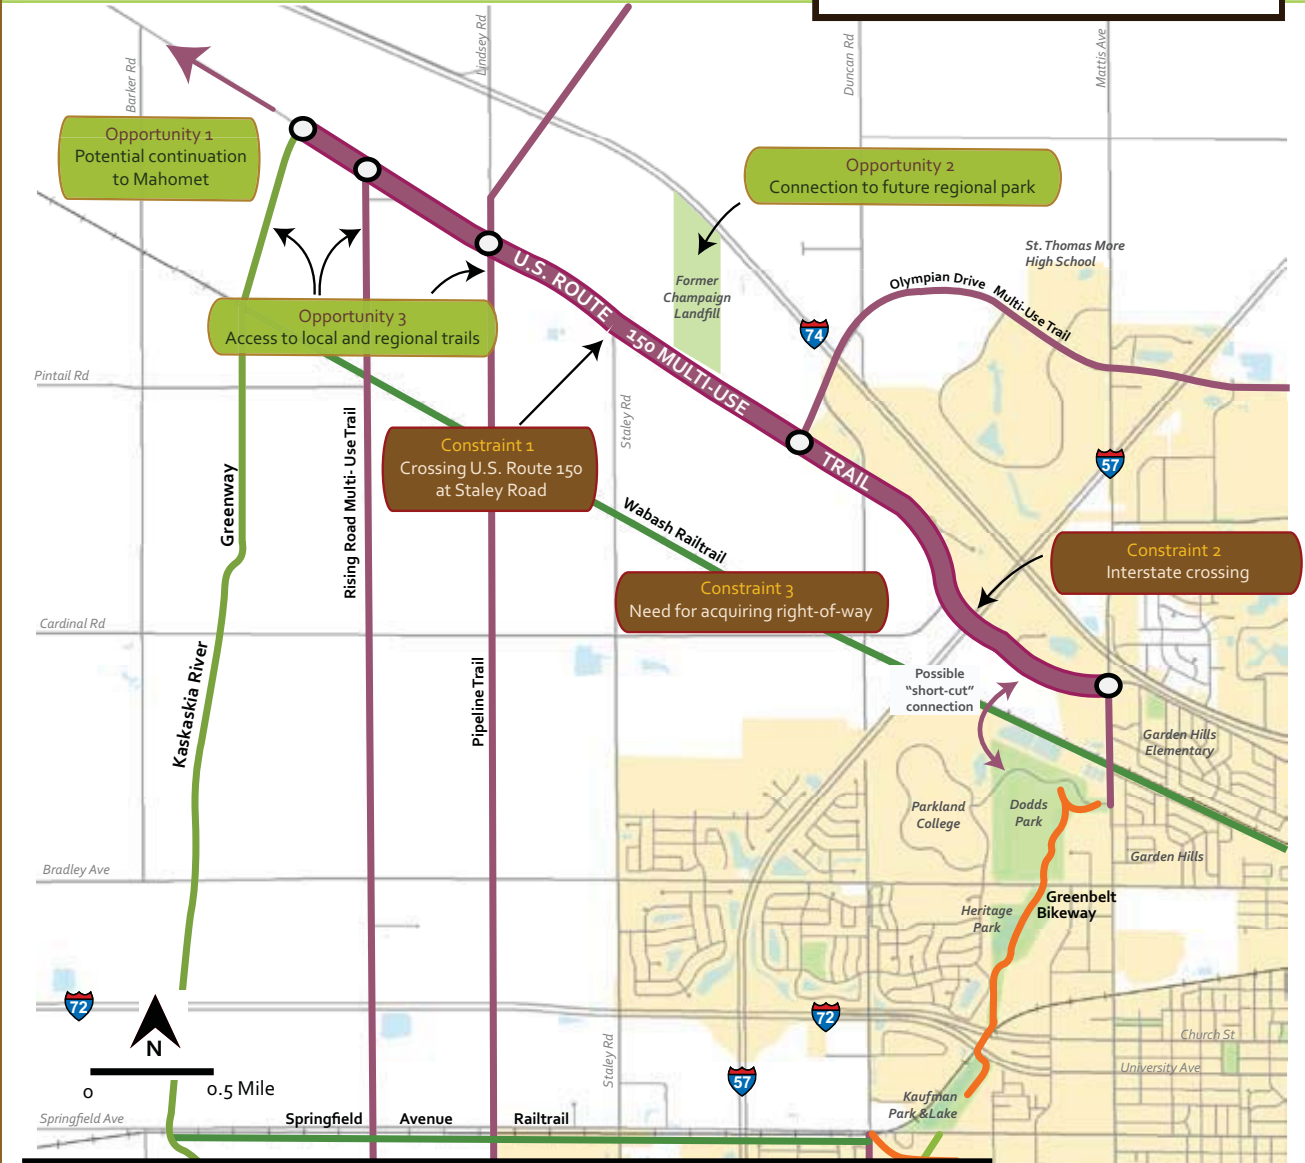 Lindsey Rd
Barker Rd
Duncan Rd
Mattis Ave
Opportunity 1
Potential continuation
to Mahomet
Opportunity 2
Connection to future regional park
St. Thomas More
High School
Former
Champaign
Landfill
Olympian Drive Multi-Use Trail
U.S. ROUTE 150 MULTI-USE TRAIL
Opportunity 3
Access to local and regional trails
74
Pintail Rd
Staley Rd
57
Constraint 1
Crossing U.S. Route 150
at Staley Road
Rising Road Multi- Use Trail
Kaskaskia River Greenway
Wabash Railtrail
Constraint 2
Interstate crossing
Constraint 3
Need for acquiring right-of-way
Cardinal Rd
Pipeline Trail
Possible
"short-cut"
connection
Garden Hills
Elementary
Parkland
College
Dodds
Park
Garden Hills
Bradley Ave
Greenbelt
Bikeway
Heritage
Park
72
72
N
0
0.5 Mile
Staley Rd
57
Church St
University Ave
Kaufman
Park &Lake
Springfield Ave
Springfield Avenue Railtrail